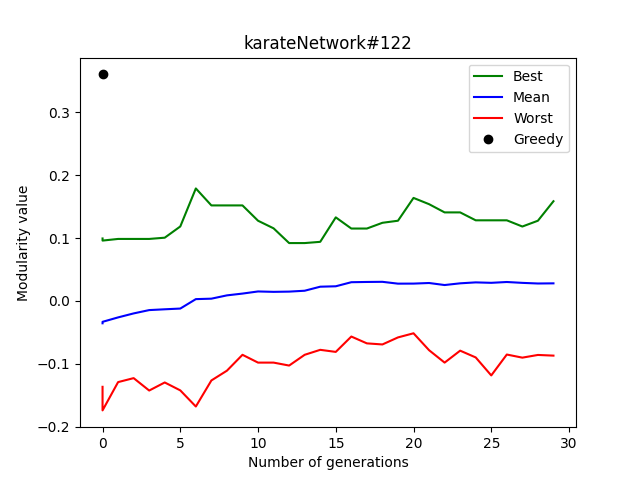 karateNetwork#122
Best
Mean
Worst
Greedy
Modularity value
0.3
0.2
0.1
0.0
−0.1
−0.2
0 5 10 15 20 25 30
Number of generations